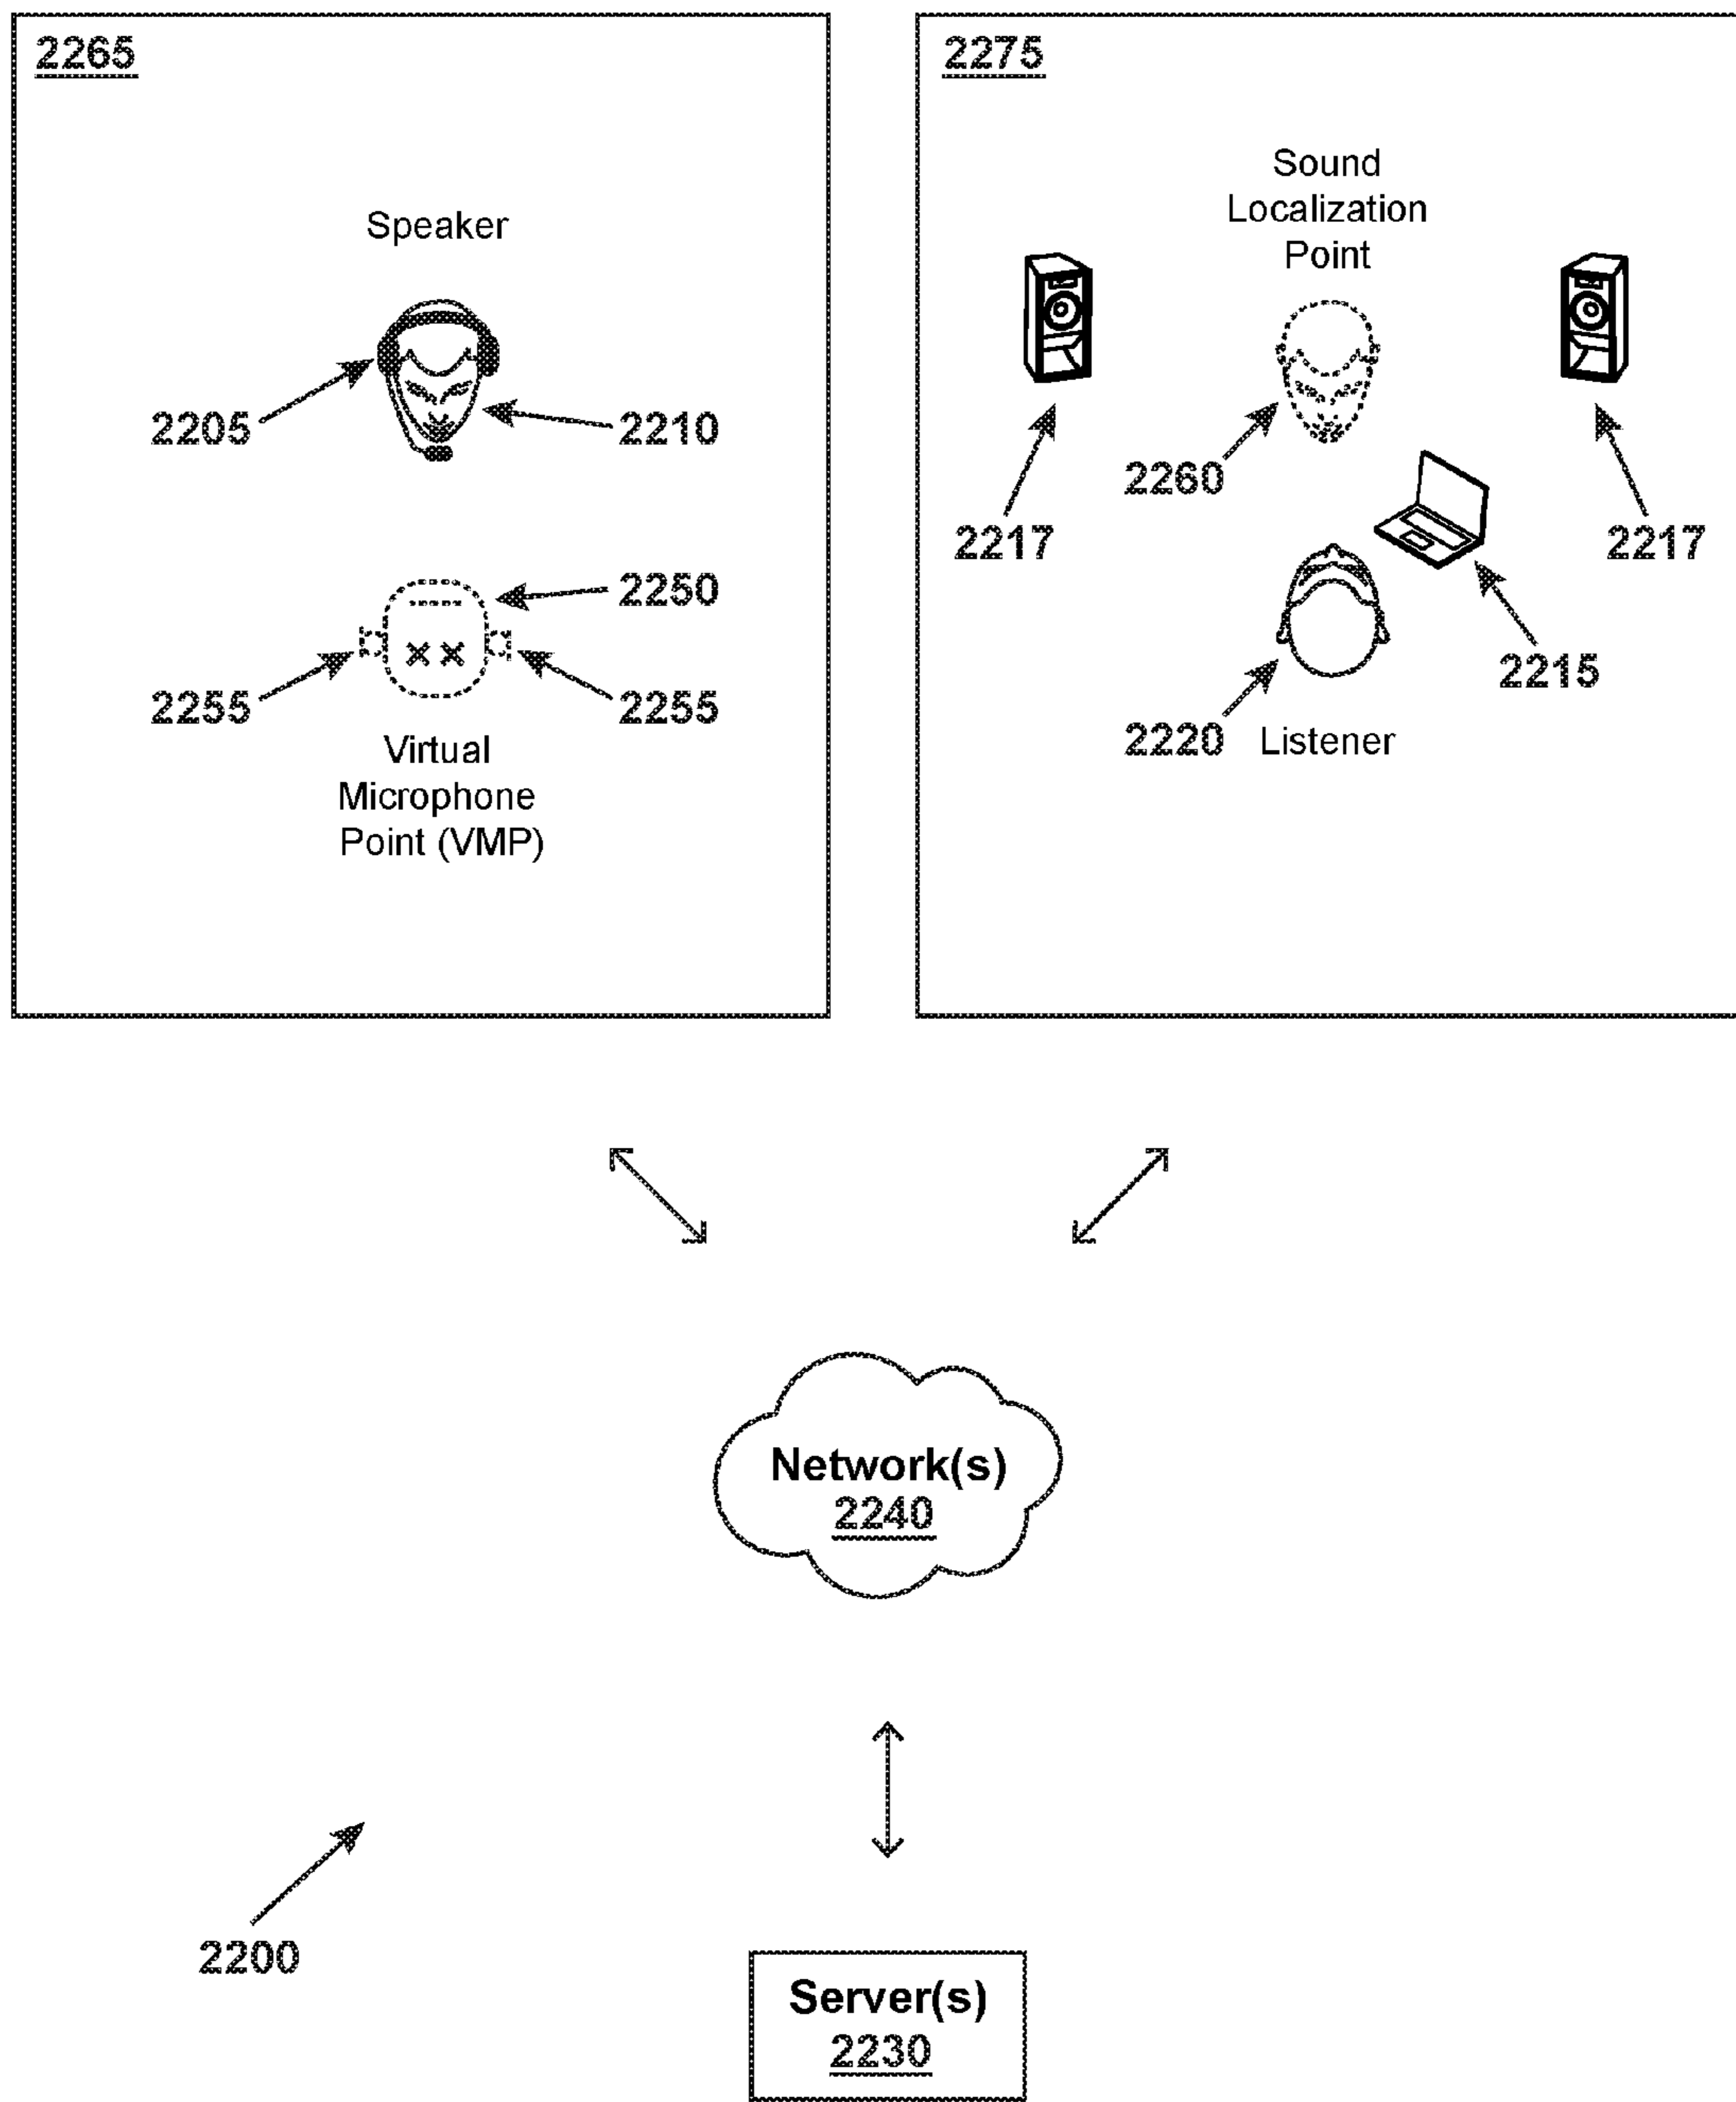 2265
Speaker
2205
2210
2250
2255
2255
Virtual
Microphone
Point (VMP)
2275
Sound
Localization
Point
2260
2217
2217
2215
2220
Listener
Network(s)
2240
2200
Server(s)
2230